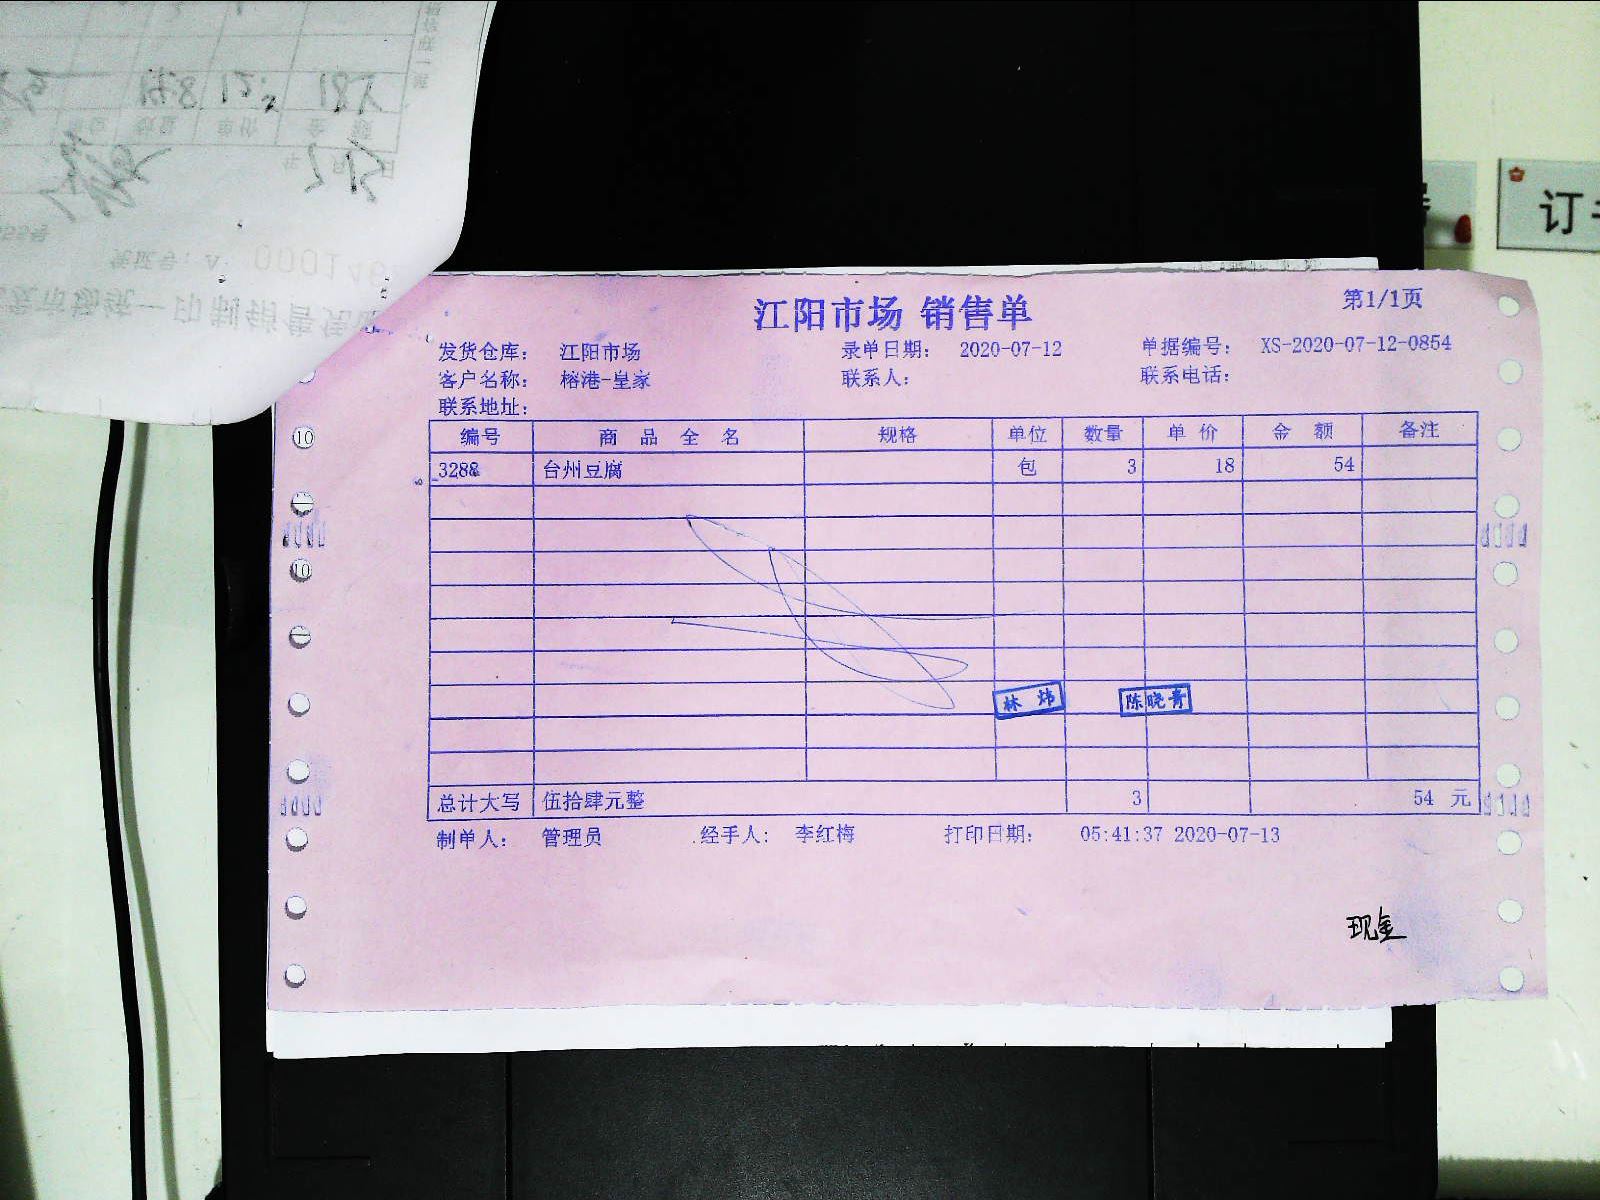 江阳市场 销售单
第1/1页
发货仓库： 江阳市场 录单日期： 2020-07-12 单据编号： XS-2020-07-12-0854
客户名称： 榕港-皇家 联系人： 联系电话：
联系地址：
编号 商品全名 规格 单位 数量 单价 金额 备注
3288 台州豆腐 包 3 18 54
林炜 陈晓青
总计大写 伍拾肆元整 3 54 元
制单人： 管理员 经手人： 李红梅 打印日期： 05:41:37 2020-07-13
现金
订